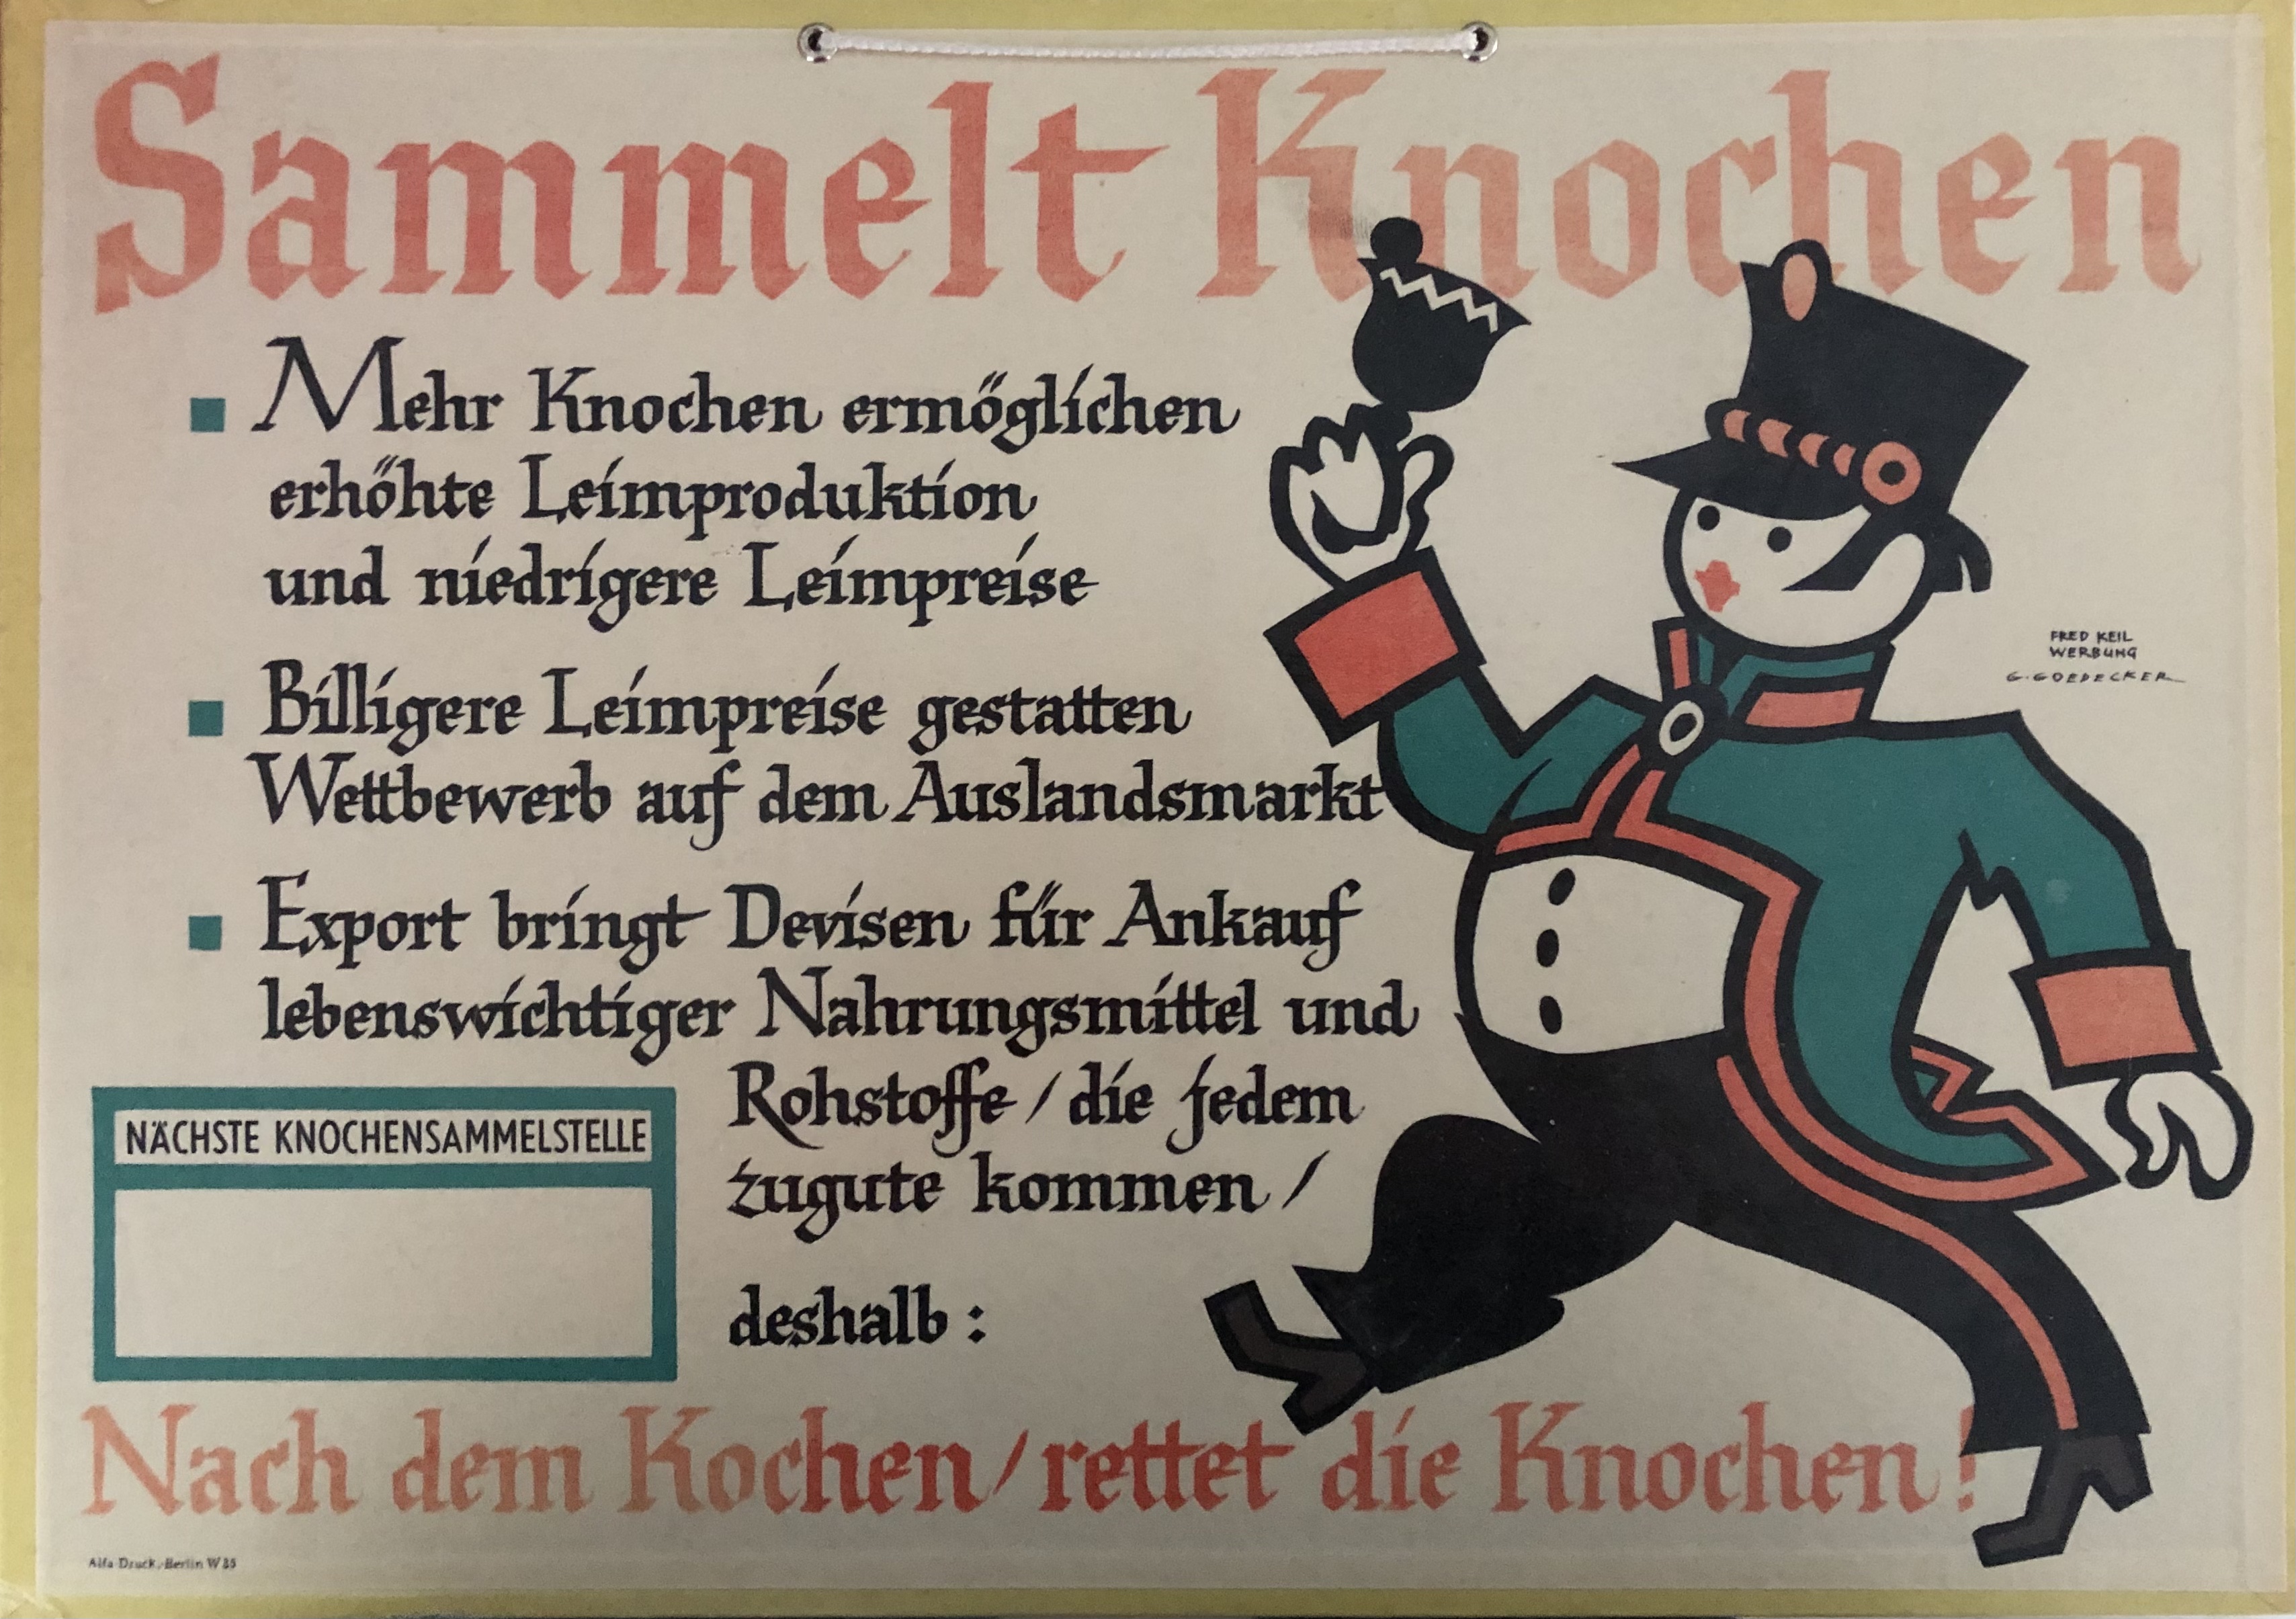 Sammelt Knochen
Mehr Knochen ermöglichen
erhöhte Leimproduktion
und niedrigere Leimpreise
Billigere Leimpreise gestatten
Wettbewerb auf dem Auslandsmarkt
Export bringt Devisen für Ankauf
lebenswichtiger Nahrungsmittel und
Rohstoffe / die jedem
zugute kommen /
deshalb :
NÄCHSTE KNOCHENSAMMELSTELLE
Nach dem Kochen / rettet die Knochen !
FRED KEIL
WERBUNG
G. GOEDECKER
Alfa-Druck, Berlin W 35